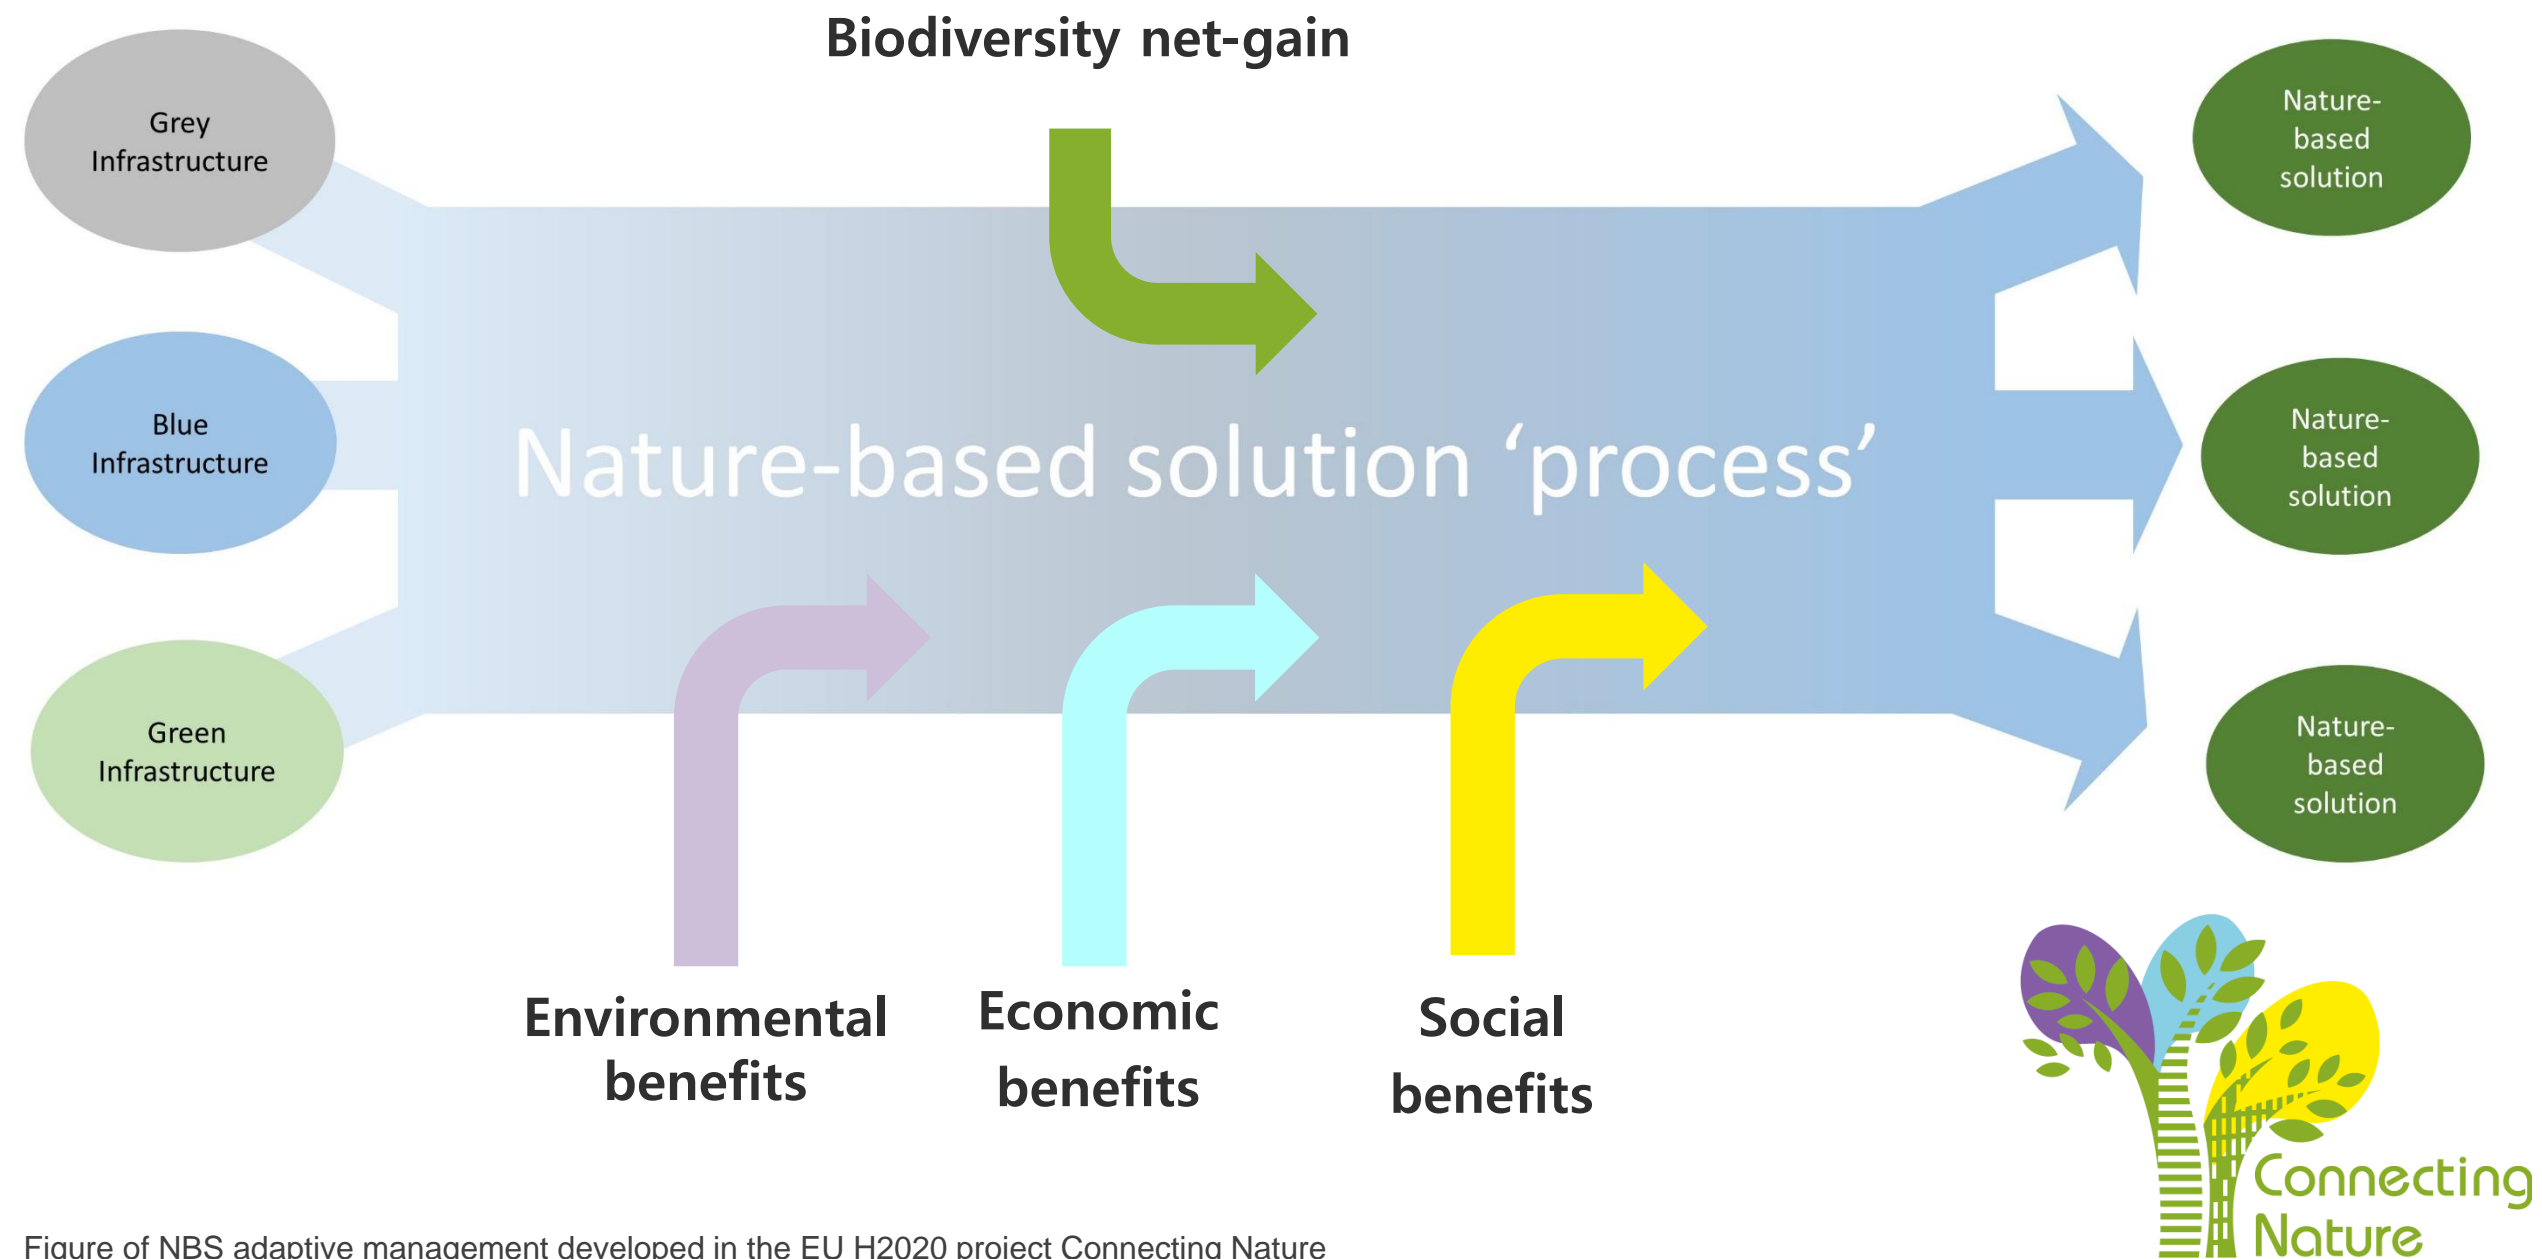 Biodiversity net-gain
Grey
Infrastructure
Blue
Infrastructure
Green
Infrastructure
Nature-based solution ‘process’
Nature-
based
solution
Nature-
based
solution
Nature-
based
solution
Environmental
benefits
Economic
benefits
Social
benefits
Connecting
Nature
Figure of NBS adaptive management developed in the EU H2020 project Connecting Nature